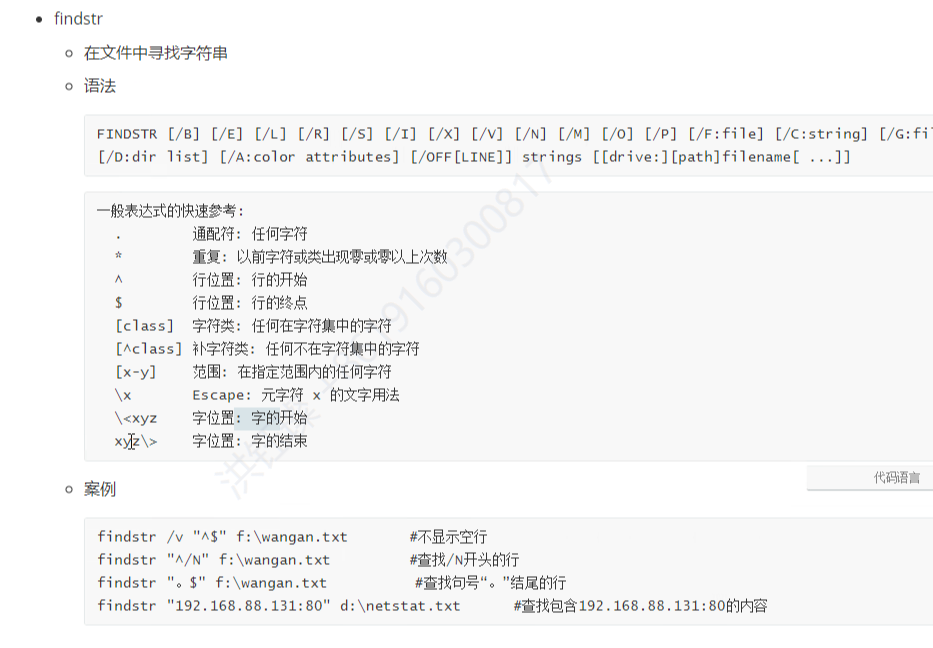 findstr
在文件中寻找字符串
语法
FINDSTR [/B] [/E] [/L] [/R] [/S] [/I] [/X] [/V] [/N] [/M] [/O] [/P] [/F:file] [/C:string] [/G:fil
[/D:dir list] [/A:color attributes] [/OFF[LINE]] strings [[drive:][path]filename[ ...]]
一般表达式的快速参考:
. 通配符: 任何字符
* 重复: 以前字符或类出现零或零以上次数
^ 行位置: 行的开始
$ 行位置: 行的终点
[class] 字符类: 任何在字符集中的字符
[^class] 补字符类: 任何不在字符集中的字符
[x-y] 范围: 在指定范围内的任何字符
\x Escape: 元字符 x 的文字用法
\<xyz 字位置: 字的开始
xyz\> 字位置: 字的结束
代码语言
案例
findstr /v "^$" f:\wangan.txt #不显示空行
findstr "^/N" f:\wangan.txt #查找/N开头的行
findstr "。$" f:\wangan.txt #查找句号“。”结尾的行
findstr "192.168.88.131:80" d:\netstat.txt #查找包含192.168.88.131:80的内容